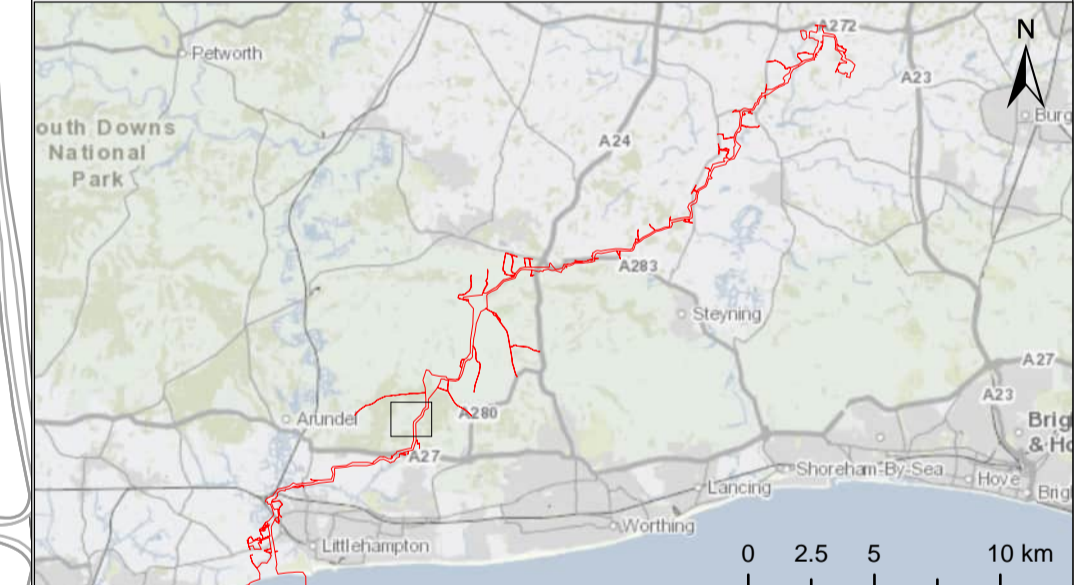 A272
N
Petworth
A23
Burg
outh Downs
National
Park
A24
A283
Steyning
A27
A23
Arundel
A280
Brig
& Ho
A27
Shoreham-By-Sea
Hove
Lancing
Brig
Worthing
Littlehampton
0 2.5 5 10 km